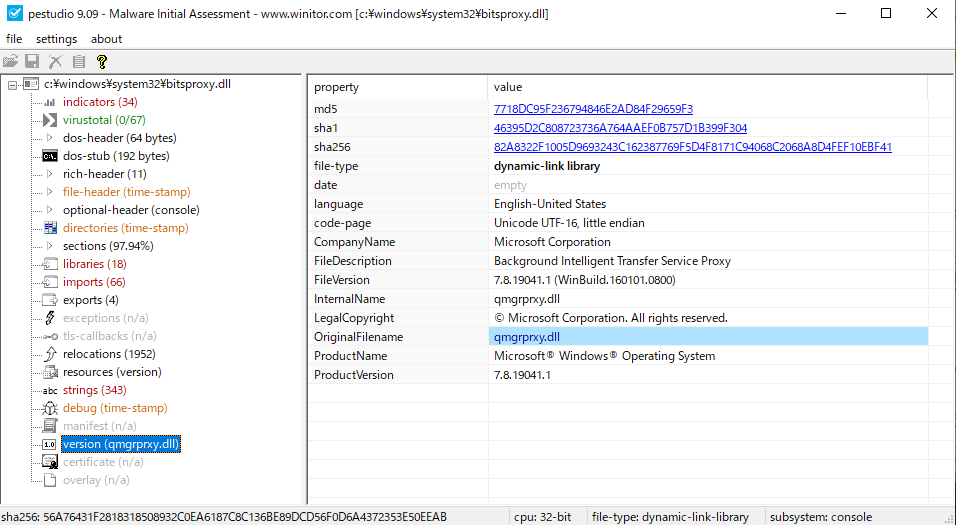 pestudio 9.09 - Malware Initial Assessment - www.winitor.com [c:¥windows¥system32¥bitsproxy.dll]
file settings about
c:¥windows¥system32¥bitsproxy.dll
indicators (34)
virustotal (0/67)
dos-header (64 bytes)
dos-stub (192 bytes)
rich-header (11)
file-header (time-stamp)
optional-header (console)
directories (time-stamp)
sections (97.94%)
libraries (18)
imports (66)
exports (4)
exceptions (n/a)
tls-callbacks (n/a)
relocations (1952)
resources (version)
abc strings (343)
debug (time-stamp)
manifest (n/a)
1.0 version (qmgrprxy.dll)
certificate (n/a)
overlay (n/a)
property value
md5 7718DC95F236794846E2AD84F29659F3
sha1 46395D2C808723736A764AAEF0B757D1B399F304
sha256 82A8322F1005D9693243C162387769F5D4F8171C94068C2068A8D4FEF10EBF41
file-type dynamic-link library
date empty
language English-United States
code-page Unicode UTF-16, little endian
CompanyName Microsoft Corporation
FileDescription Background Intelligent Transfer Service Proxy
FileVersion 7.8.19041.1 (WinBuild.160101.0800)
InternalName qmgrprxy.dll
LegalCopyright © Microsoft Corporation. All rights reserved.
OriginalFilename qmgrprxy.dll
ProductName Microsoft® Windows® Operating System
ProductVersion 7.8.19041.1
sha256: 56A76431F2818318508932C0EA6187C8C136BE89DCD56F0D6A4372353E50EEAB cpu: 32-bit file-type: dynamic-link-library subsystem: console